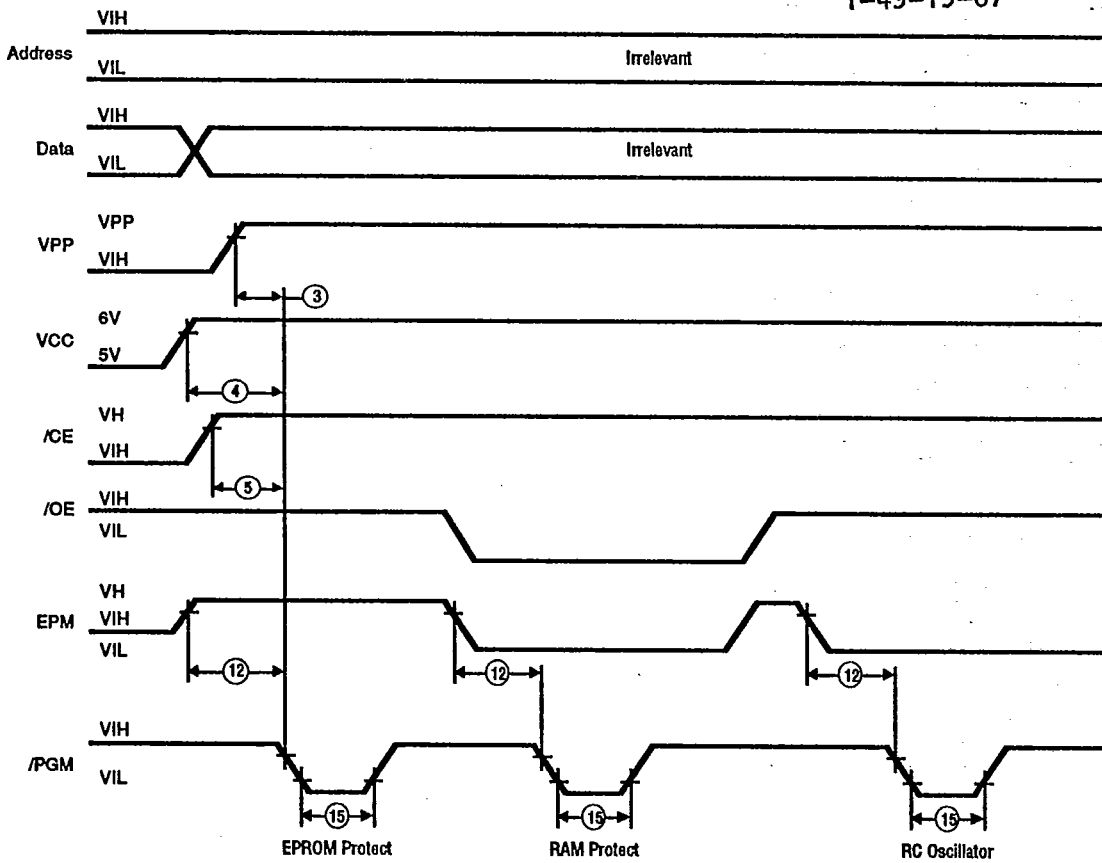 VIH
Address
Irrelevant
VIL
VIH
Data
Irrelevant
VIL
VPP
VPP
VIH
3
6V
VCC
5V
4
VH
/CE
VIH
5
/OE
VIH
VIL
VH
EPM
VIH
VIL
12
12
12
VIH
/PGM
VIL
15
15
15
EPROM Protect
RAM Protect
RC Oscillator